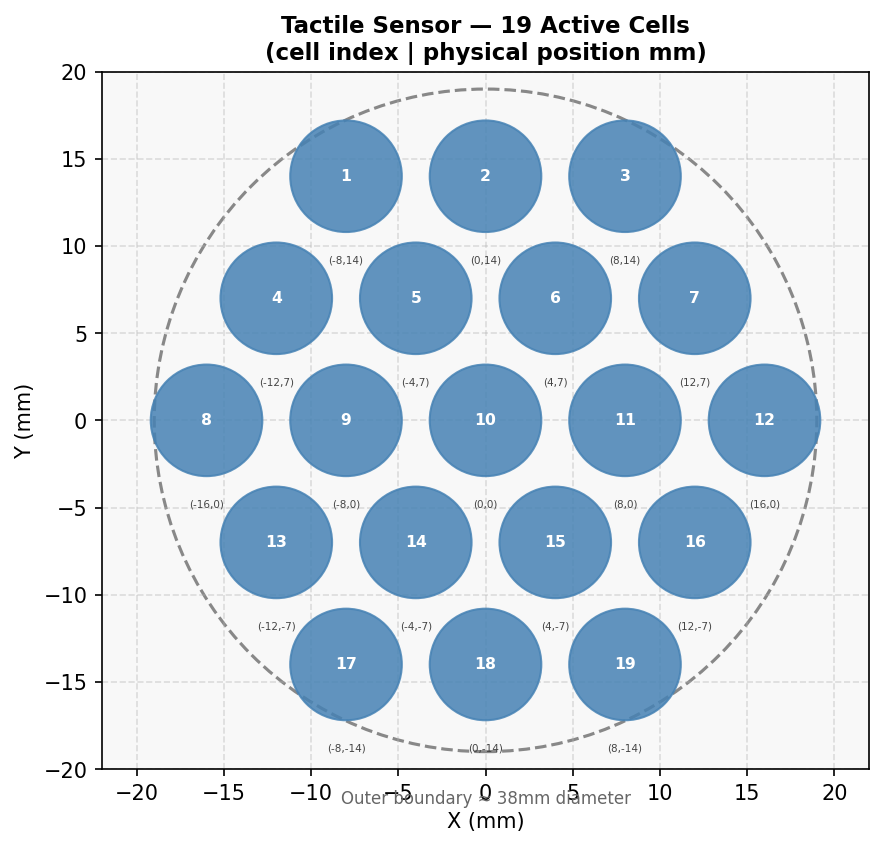 Tactile Sensor — 19 Active Cells
(cell index | physical position mm)
20
15
10
5
0
−5
−10
−15
−20
Y (mm)
1 2 3
(-8,14) (0,14) (8,14)
4 5 6 7
(-12,7) (-4,7) (4,7) (12,7)
8 9 10 11 12
(-16,0) (-8,0) (0,0) (8,0) (16,0)
13 14 15 16
(-12,-7) (-4,-7) (4,-7) (12,-7)
17 18 19
(-8,-14) (0,-14) (8,-14)
−20 −15 −10 −5 0 5 10 15 20
Outer boundary ≈ 38mm diameter
X (mm)